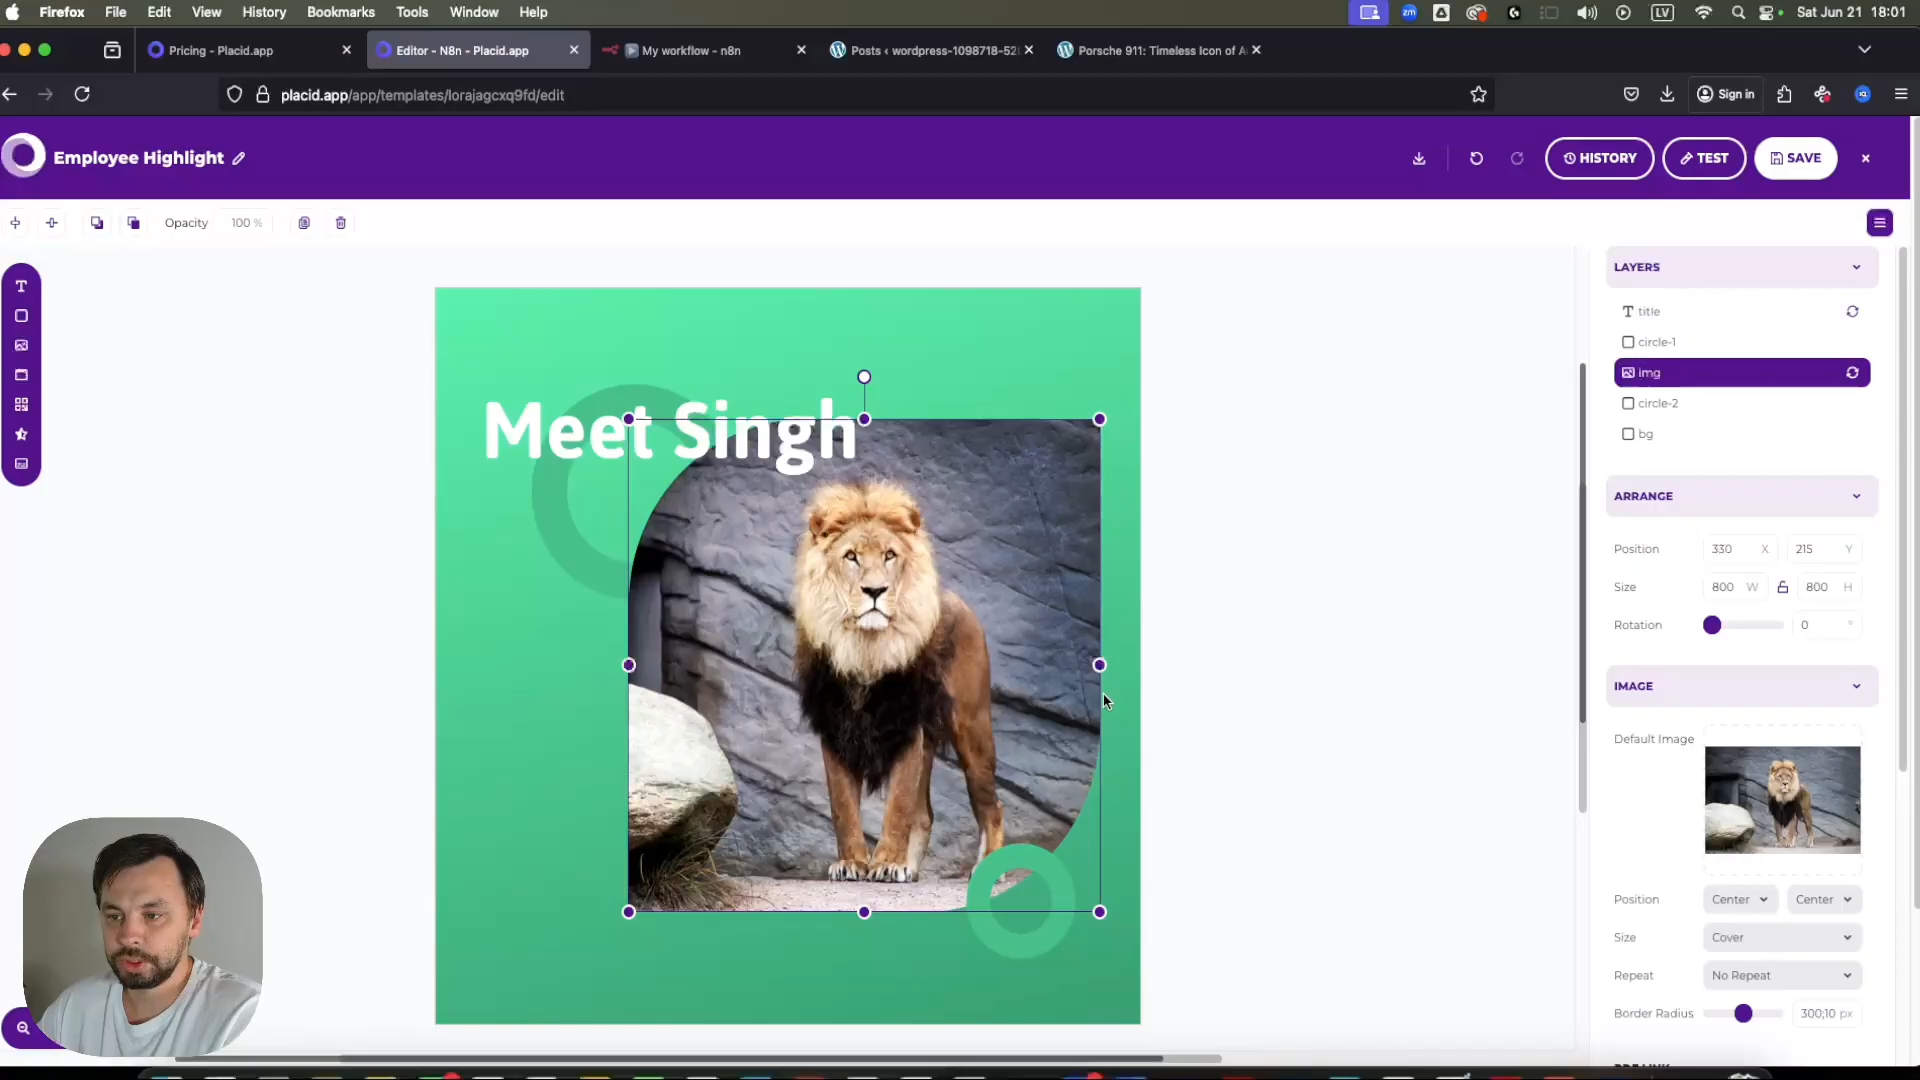 Firefox File Edit View History Bookmarks Tools Window Help
zm LV Sat Jun 21 18:01
Pricing - Placid.app
Editor - N8n - Placid.app
My workflow - n8n
Posts ‹ wordpress-1098718-52
Porsche 911: Timeless Icon of A
placid.app/app/templates/lorajagcxq9fd/edit
Sign in
Employee Highlight
HISTORY
TEST
SAVE
Opacity 100 %
LAYERS
title
circle-1
img
circle-2
bg
ARRANGE
Position 330 X 215 Y
Size 800 W 800 H
Rotation 0 °
IMAGE
Default Image
Position Center Center
Size Cover
Repeat No Repeat
Border Radius 300;10 px
Meet Singh